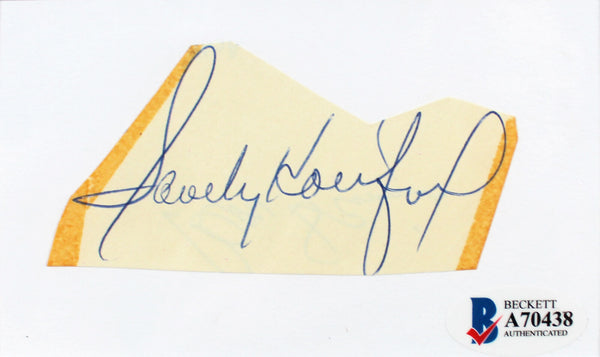 Sandy Koufax
BECKETT
A70438
AUTHENTICATED